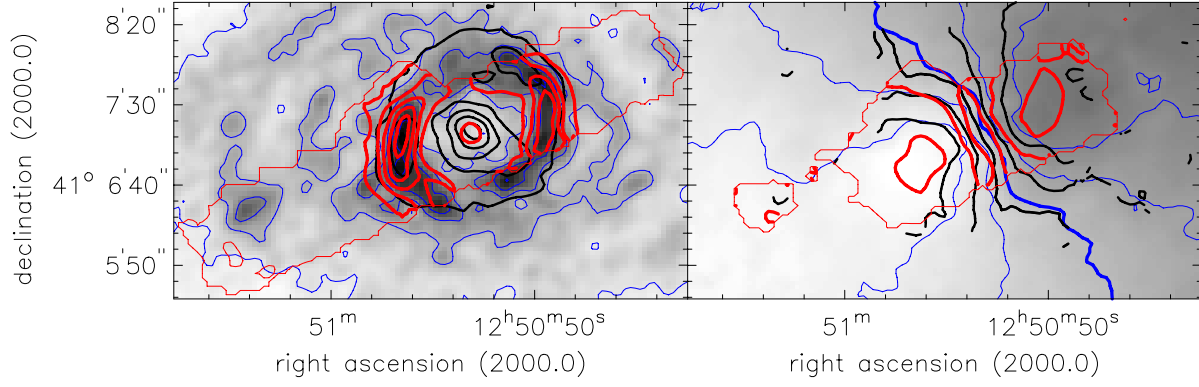 declination (2000.0)
8'20"
7'30"
41° 6'40"
5'50"
51ᵐ 12ʰ50ᵐ50ˢ
51ᵐ 12ʰ50ᵐ50ˢ
right ascension (2000.0)
right ascension (2000.0)